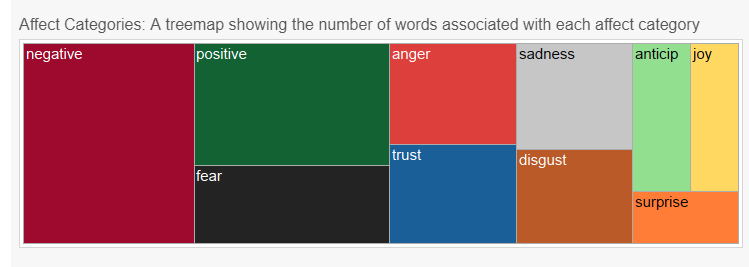 Affect Categories: A treemap showing the number of words associated with each affect category
negative
positive
anger
sadness
anticip
joy
trust
disgust
fear
surprise